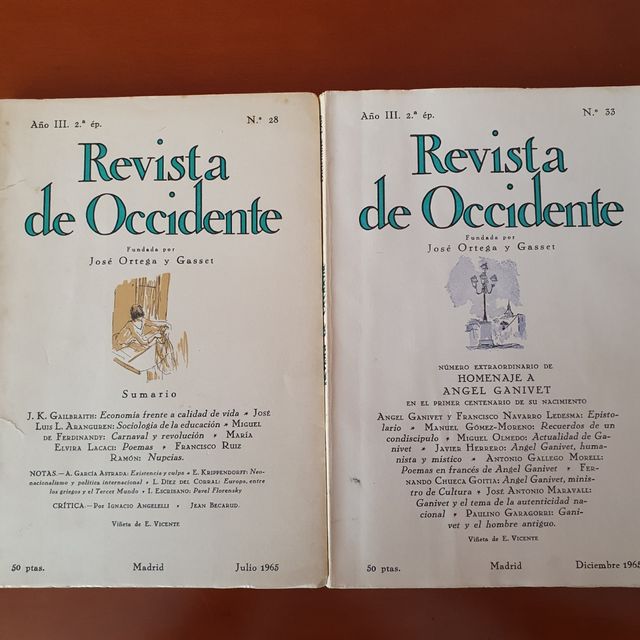 Año III. 2.ª ép. N.º 28
Revista
de Occidente
Fundada por
José Ortega y Gasset
Sumario
J. K. Gailbraith: Economía frente a calidad de vida * José
Luis L. Aranguren: Sociología de la educación * Miguel
de Ferdinandy: Carnaval y revolución * María
Elvira Lacaci: Poemas * Francisco Ruiz
Ramón: Nupcias.
NOTAS.—A. García Astrada: Existencia y culpa * E. Krippendorff: Neo-
nacionalismo y política internacional * L. Díez del Corral: Europa, entre
los griegos y el Tercer Mundo * I. Escribano: Pavel Florensky
CRÍTICA.—Por Ignacio Angelelli * Jean Becarud.
Viñeta de E. Vicente
50 ptas. Madrid Julio 1965
Año III. 2.ª ép. N.º 33
Revista
de Occidente
Fundada por
José Ortega y Gasset
NÚMERO EXTRAORDINARIO DE
HOMENAJE A
ANGEL GANIVET
EN EL PRIMER CENTENARIO DE SU NACIMIENTO
Angel Ganivet y Francisco Navarro Ledesma: Episto-
lario * Manuel Gómez-Moreno: Recuerdos de un
condiscípulo * Miguel Olmedo: Actualidad de Ga-
nivet * Javier Herrero: Angel Ganivet, huma-
nista y místico * Antonio Gallego Morell:
Poemas en francés de Angel Ganivet * Fer-
nando Chueca Goitia: Angel Ganivet, minis-
tro de Cultura * José Antonio Maravall:
Ganivet y el tema de la autenticidad na-
cional * Paulino Garagorri: Gani-
vet y el hombre antiguo.
Viñeta de E. Vicente
50 ptas. Madrid Diciembre 1965